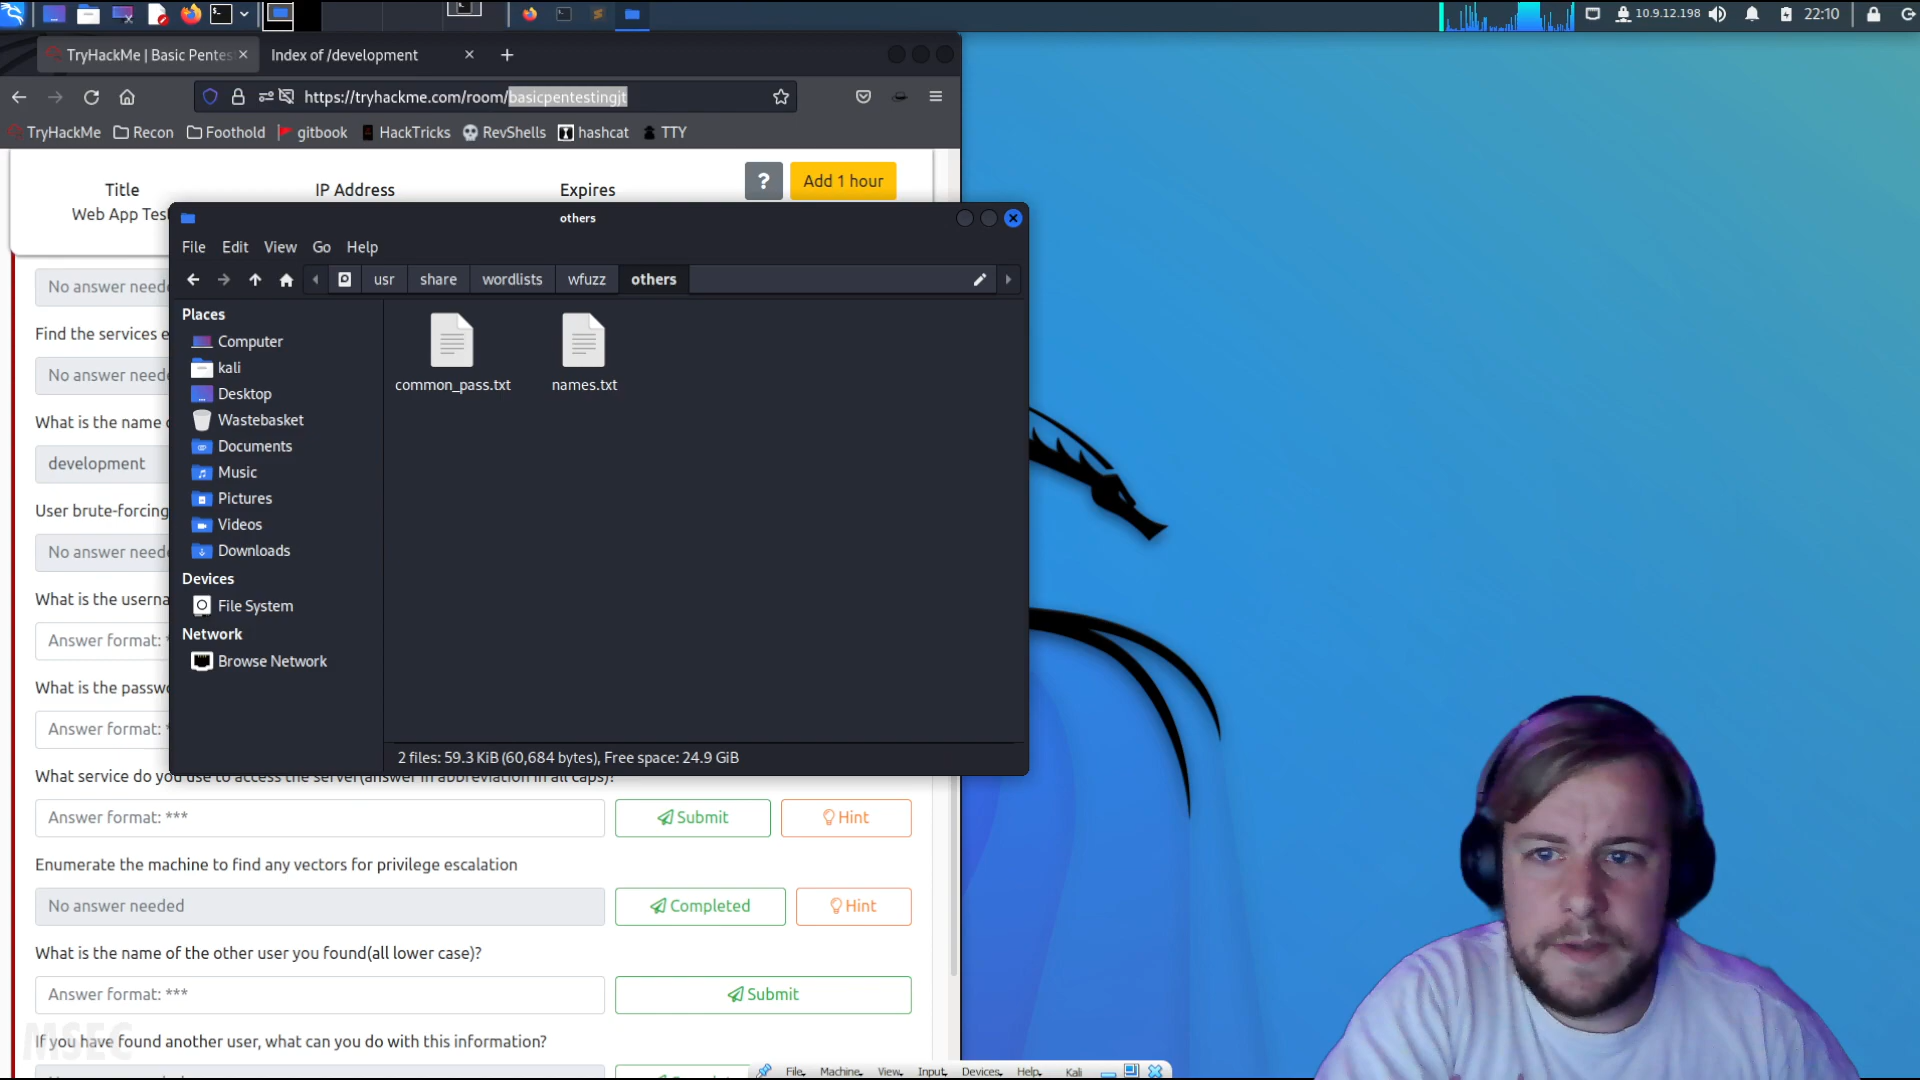 10.9.12.198
22:10
TryHackMe | Basic Pentes
Index of /development
https://tryhackme.com/room/basicpentestingjt
TryHackMe Recon Foothold gitbook HackTricks RevShells hashcat TTY
Title IP Address Expires
? Add 1 hour
Web App Tes
others
File Edit View Go Help
usr share wordlists wfuzz others
Places
Computer
kali
Desktop
Wastebasket
Documents
Music
Pictures
Videos
Downloads
Devices
File System
Network
Browse Network
common_pass.txt
names.txt
2 files: 59.3 KiB (60,684 bytes), Free space: 24.9 GiB
No answer neede
Find the services e
No answer neede
What is the name
development
User brute-forcing
No answer neede
What is the userna
Answer format: *
What is the passwo
Answer format: *
What service do you use to access the server(answer in abbreviation in all caps)?
Answer format: *** Submit Hint
Enumerate the machine to find any vectors for privilege escalation
No answer needed Completed Hint
What is the name of the other user you found(all lower case)?
Answer format: *** Submit
MSEC
If you have found another user, what can you do with this information?
File Machine View Input Devices Help Kali